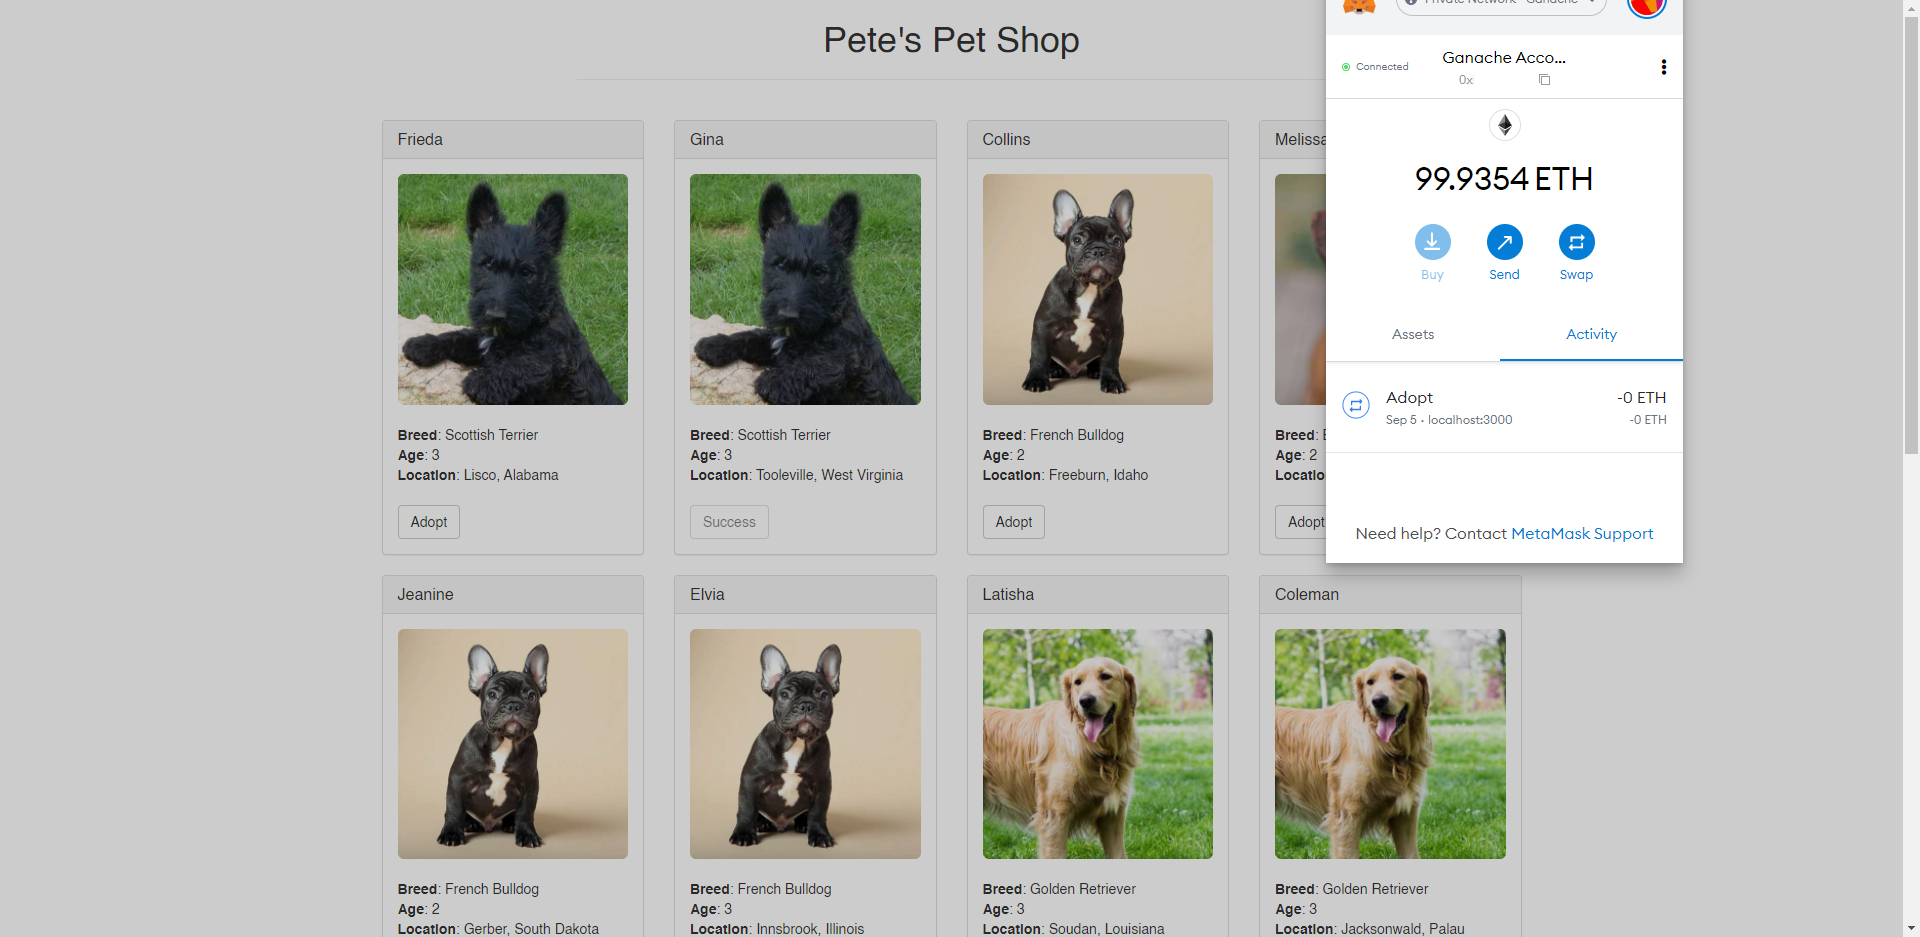 Pete's Pet Shop
Frieda
Breed: Scottish Terrier
Age: 3
Location: Lisco, Alabama
Adopt
Gina
Breed: Scottish Terrier
Age: 3
Location: Tooleville, West Virginia
Success
Collins
Breed: French Bulldog
Age: 2
Location: Freeburn, Idaho
Adopt
Melissa
Breed:
Age: 2
Adopt
Private Network Ganache
Connected
Ganache Acco...
0x
99.9354 ETH
Buy
Send
Swap
Assets
Activity
Adopt
-0 ETH
Sep 5 · localhost:3000
-0 ETH
Need help? Contact MetaMask Support
Jeanine
Breed: French Bulldog
Age: 2
Location: Gerber, South Dakota
Elvia
Breed: French Bulldog
Age: 3
Location: Innsbrook, Illinois
Latisha
Breed: Golden Retriever
Age: 3
Location: Soudan, Louisiana
Coleman
Breed: Golden Retriever
Age: 3
Location: Jacksonwald, Palau